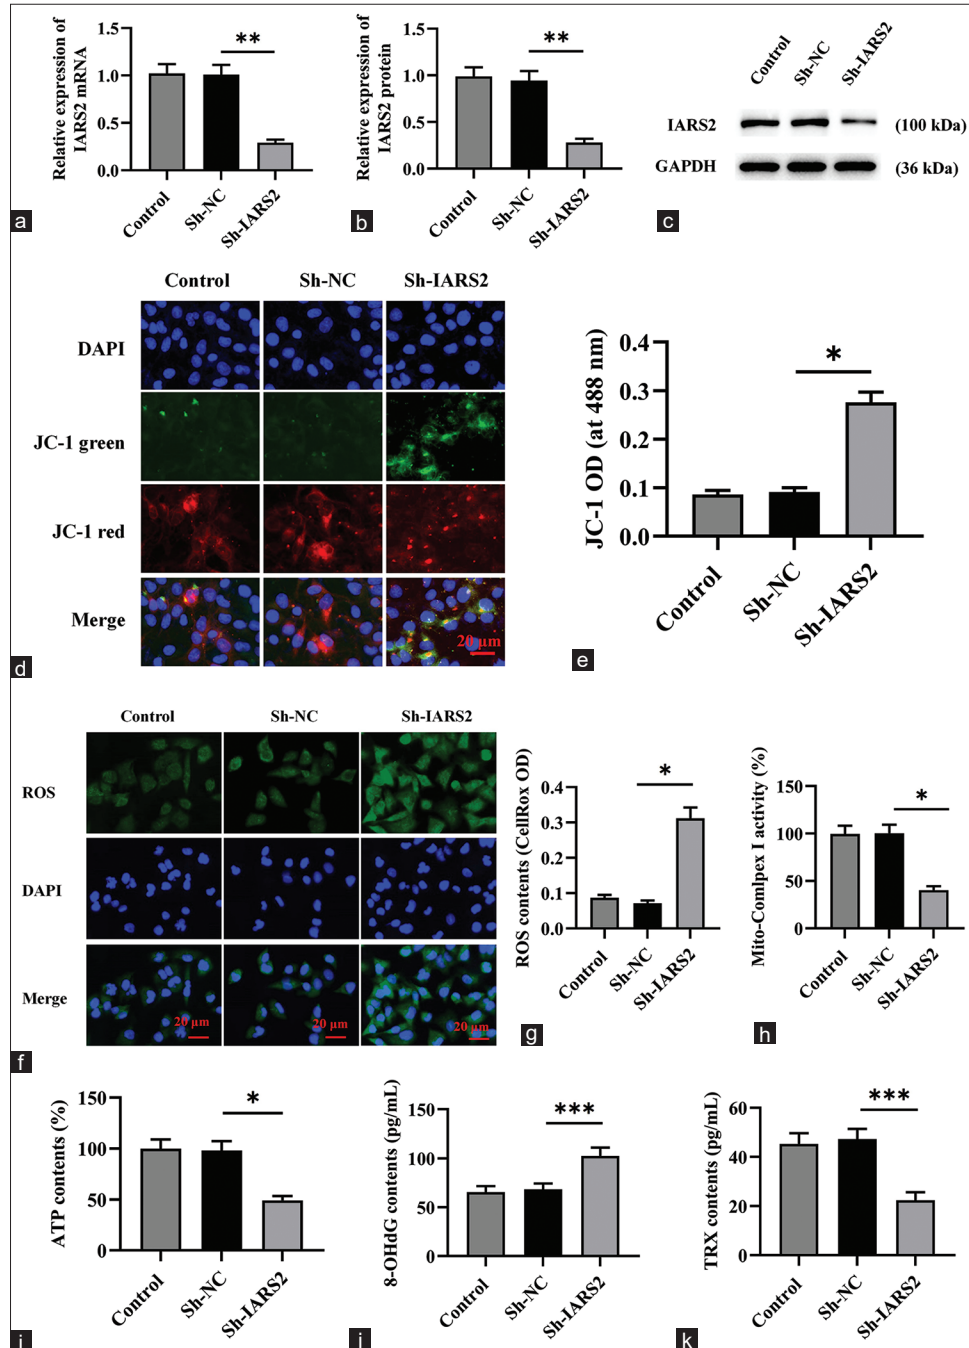 Relative expression of
IARS2 mRNA
1.5
1.0
0.5
0.0
**
Control
Sh-NC
Sh-IARS2
a
Relative expression of
IARS2 protein
1.5
1.0
0.5
0.0
**
Control
Sh-NC
Sh-IARS2
b
Control
Sh-NC
Sh-IARS2
IARS2
(100 kDa)
GAPDH
(36 kDa)
c
Control
Sh-NC
Sh-IARS2
DAPI
JC-1 green
JC-1 red
Merge
20 µm
d
JC-1 OD (at 488 nm)
0.4
0.3
0.2
0.1
0.0
*
Control
Sh-NC
Sh-IARS2
e
Control
Sh-NC
Sh-IARS2
ROS
DAPI
Merge
20 µm
20 µm
20 µm
f
ROS contents (CellRox OD)
0.4
0.3
0.2
0.1
0.0
*
Control
Sh-NC
Sh-IARS2
g
Mito-Comlpex I activity (%)
150
100
50
0
*
Control
Sh-NC
Sh-IARS2
h
ATP contents (%)
150
100
50
0
*
Control
Sh-NC
Sh-IARS2
i
8-OHdG contents (pg/mL)
150
100
50
0
***
Control
Sh-NC
Sh-IARS2
j
TRX contents (pg/mL)
60
40
20
0
***
Control
Sh-NC
Sh-IARS2
k